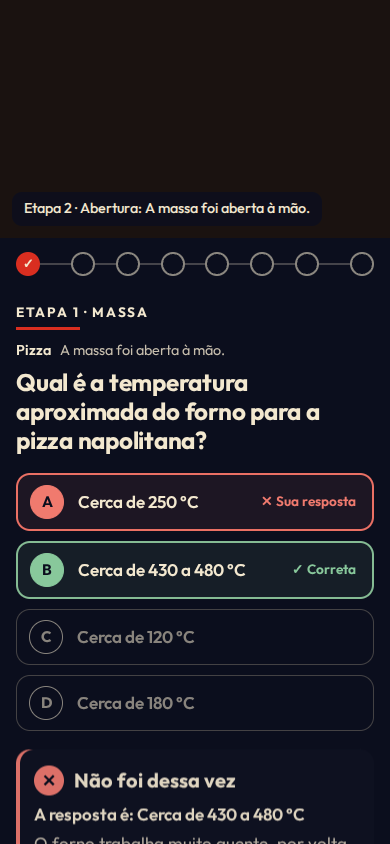 Etapa 2 · Abertura: A massa foi aberta à mão.
✓
ETAPA 1 · MASSA
Pizza A massa foi aberta à mão.
Qual é a temperatura
aproximada do forno para a
pizza napolitana?
A Cerca de 250 °C ✕ Sua resposta
B Cerca de 430 a 480 °C ✓ Correta
C Cerca de 120 °C
D Cerca de 180 °C
✕ Não foi dessa vez
A resposta é: Cerca de 430 a 480 °C
O forno trabalha muito quente, por volta